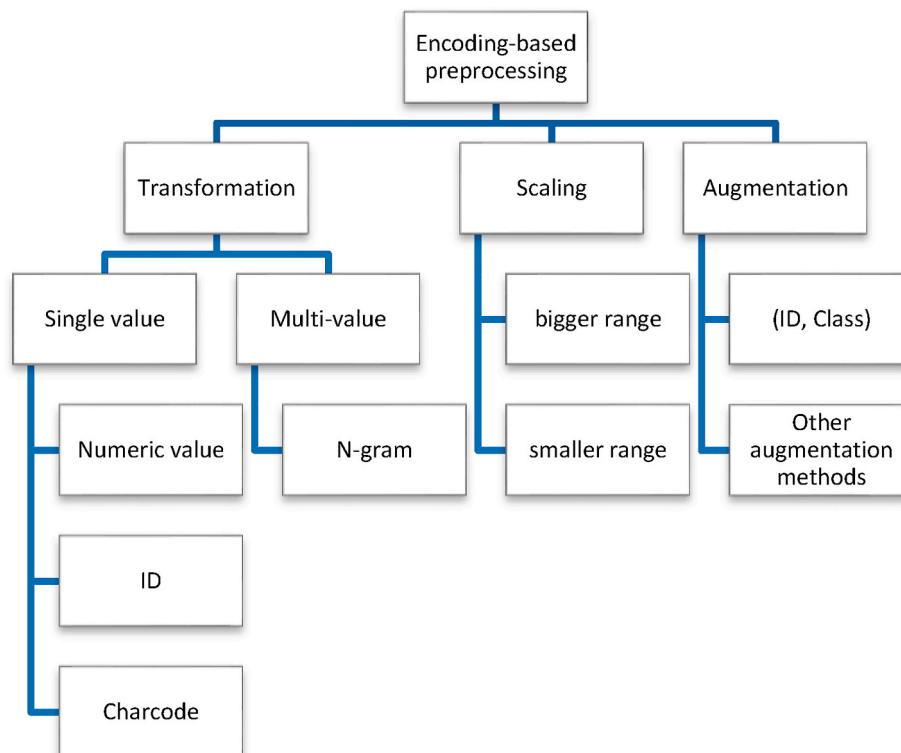 Encoding-based
preprocessing
Transformation
Scaling
Augmentation
Single value
Multi-value
bigger range
(ID, Class)
Numeric value
N-gram
smaller range
Other
augmentation
methods
ID
Charcode